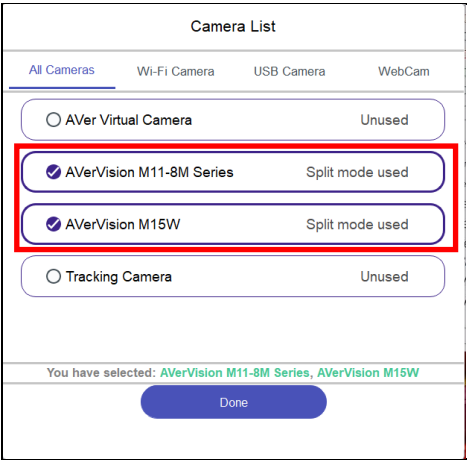 Camera List
All Cameras Wi-Fi Camera USB Camera WebCam
AVer Virtual Camera Unused
AVerVision M11-8M Series Split mode used
AVerVision M15W Split mode used
Tracking Camera Unused
You have selected: AVerVision M11-8M Series, AVerVision M15W
Done